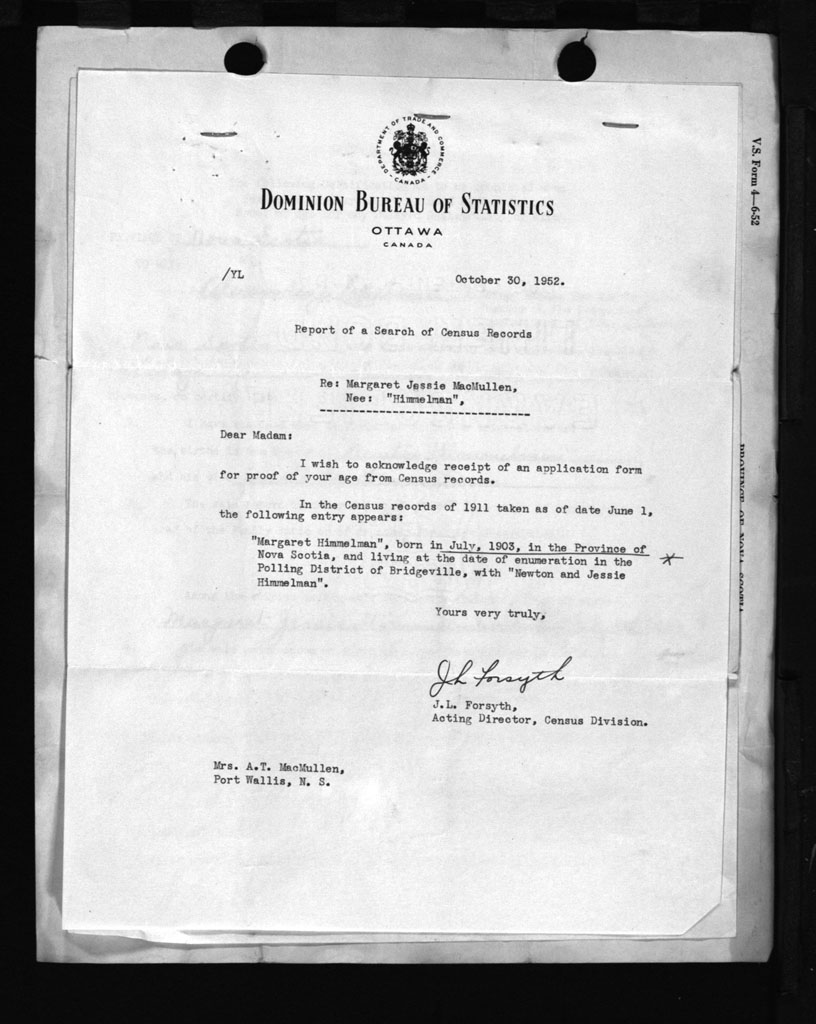 DEPARTMENT OF TRADE AND COMMERCE
- CANADA -
DOMINION BUREAU OF STATISTICS
OTTAWA
CANADA
/YL
October 30, 1952.
Report of a Search of Census Records
Re: Margaret Jessie MacMullen,
Nee: "Himmelman",
--------------------------------
Dear Madam:
I wish to acknowledge receipt of an application form
for proof of your age from Census records.
In the Census records of 1911 taken as of date June 1,
the following entry appears:
"Margaret Himmelman", born in July, 1903, in the Province of
Nova Scotia, and living at the date of enumeration in the *
Polling District of Bridgeville, with "Newton and Jessie
Himmelman".
Yours very truly,
JL Forsyth
J.L. Forsyth,
Acting Director, Census Division.
Mrs. A.T. MacMullen,
Port Wallis, N. S.
V.S. Form 4—6-52